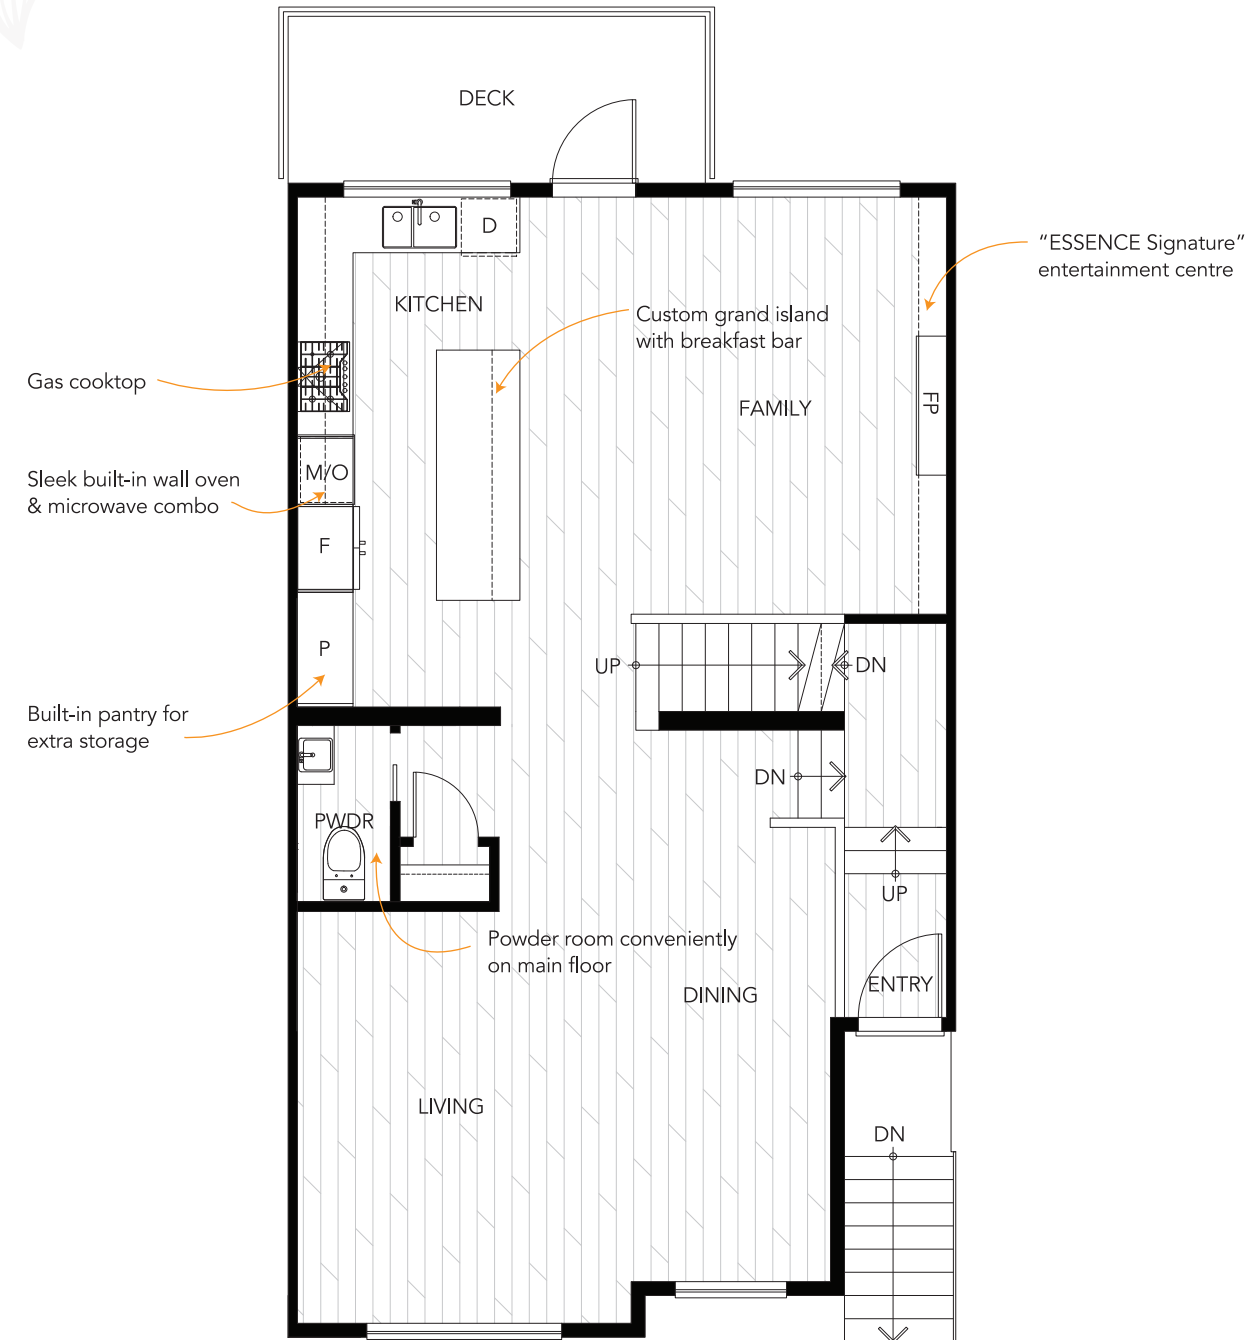 DECK
D
"ESSENCE Signature"
entertainment centre
KITCHEN
Custom grand island
with breakfast bar
Gas cooktop
FAMILY
FP
M/O
Sleek built-in wall oven
& microwave combo
F
P
UP
DN
Built-in pantry for
extra storage
DN
PWDR
UP
Powder room conveniently
on main floor
ENTRY
DINING
LIVING
DN